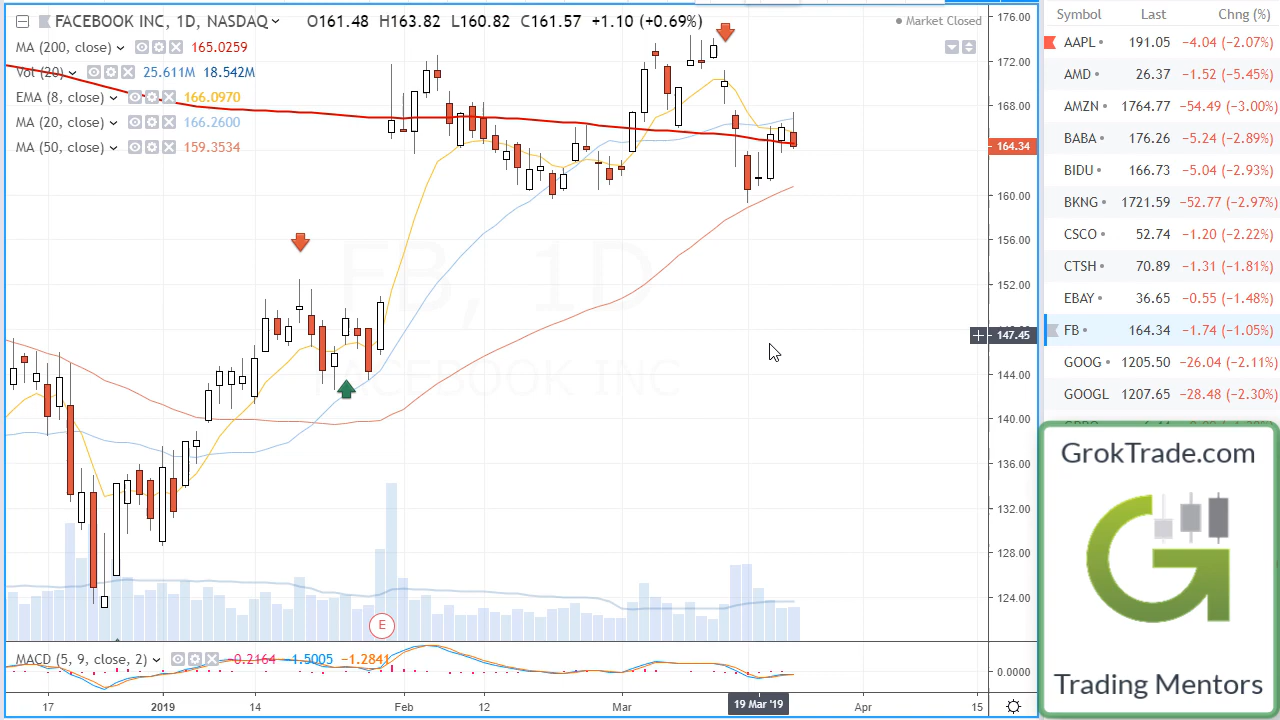 FACEBOOK INC, 1D, NASDAQ O161.48 H163.82 L160.82 C161.57 +1.10 (+0.69%)
Market Closed
MA (200, close) 165.0259
Vol (20) 25.611M 18.542M
EMA (8, close) 166.0970
MA (20, close) 166.2600
MA (50, close) 159.3534
FB, 1D
FACEBOOK INC
E
MACD (5, 9, close, 2) -0.2164 -1.5005 -1.2841
176.00
172.00
168.00
164.34
160.00
156.00
152.00
147.45
144.00
140.00
136.00
132.00
128.00
124.00
0.0000
17 2019 14 Feb 12 Mar 19 Mar '19 Apr 15
Symbol Last Chng (%)
AAPL 191.05 −4.04 (−2.07%)
AMD 26.37 −1.52 (−5.45%)
AMZN 1764.77 −54.49 (−3.00%)
BABA 176.26 −5.24 (−2.89%)
BIDU 166.73 −5.04 (−2.93%)
BKNG 1721.59 −52.77 (−2.97%)
CSCO 52.74 −1.20 (−2.22%)
CTSH 70.89 −1.31 (−1.81%)
EBAY 36.65 −0.55 (−1.48%)
FB 164.34 −1.74 (−1.05%)
GOOG 1205.50 −26.04 (−2.11%)
GOOGL 1207.65 −28.48 (−2.30%)
GrokTrade.com
Trading Mentors